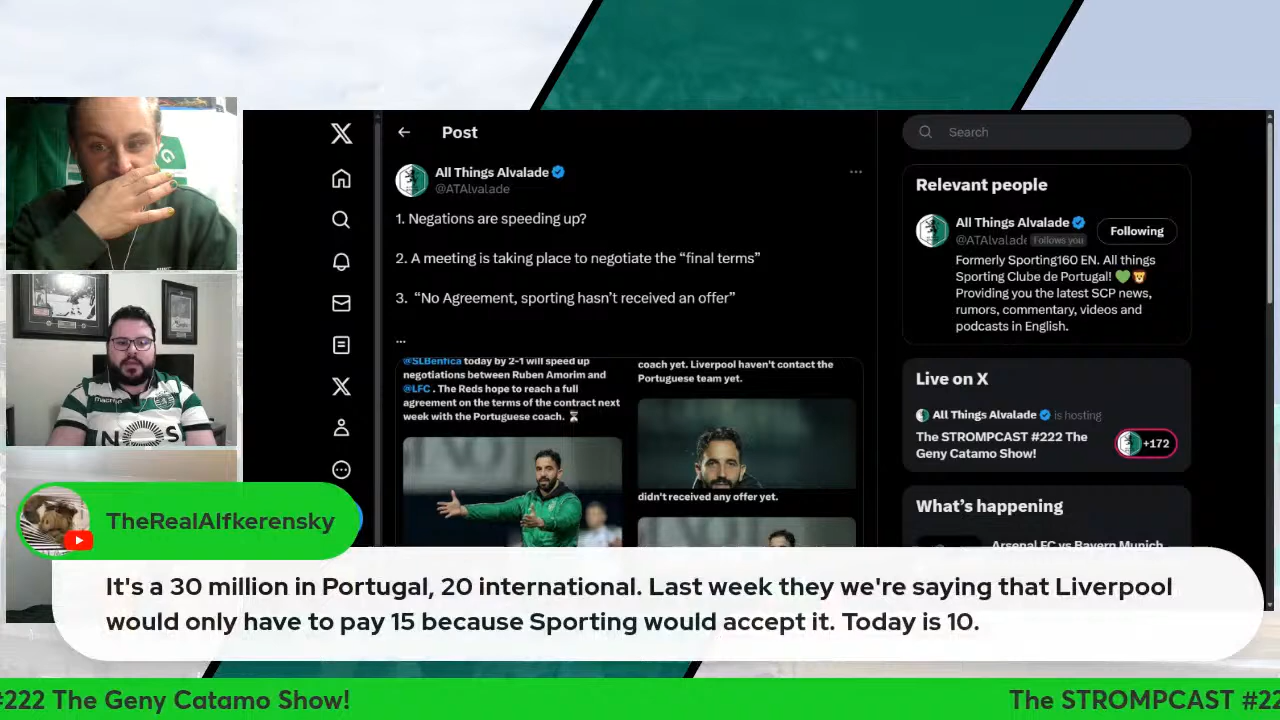 Post
Search
All Things Alvalade
@ATAlvalade
1. Negations are speeding up?
2. A meeting is taking place to negotiate the “final terms”
3. “No Agreement, sporting hasn’t received an offer”
...
@SLBenfica today by 2-1 will speed up
negotiations between Ruben Amorim and
@LFC . The Reds hope to reach a full
agreement on the terms of the contract next
week with the Portuguese coach. ⌛
coach yet. Liverpool haven't contact the
Portuguese team yet.
didn't received any offer yet.
Relevant people
All Things Alvalade
@ATAlvalade Follows you
Following
Formerly Sporting160 EN. All things
Sporting Clube de Portugal! 💚🦁
Providing you the latest SCP news,
rumors, commentary, videos and
podcasts in English.
Live on X
All Things Alvalade is hosting
The STROMPCAST #222 The
Geny Catamo Show!
+172
What’s happening
Arsenal FC vs Bayern Munich
macron
NOS
TheRealAlfkerensky
It's a 30 million in Portugal, 20 international. Last week they we're saying that Liverpool
would only have to pay 15 because Sporting would accept it. Today is 10.
#222 The Geny Catamo Show!
The STROMPCAST #22